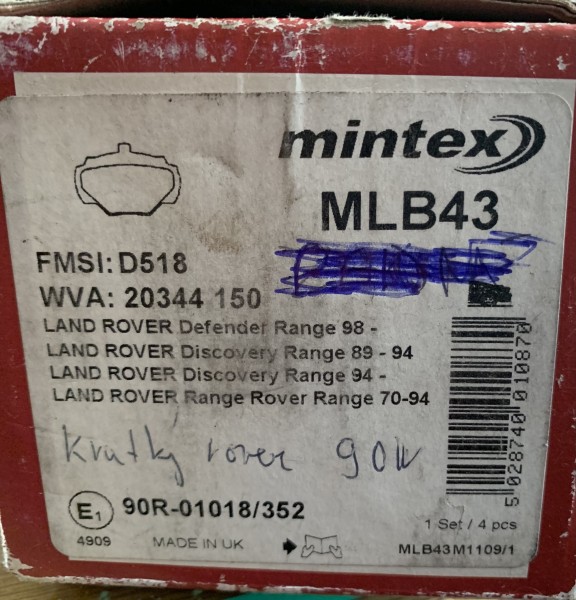 mintex
MLB43
FMSI: D518
WVA: 20344 150
LAND ROVER Defender Range 98 -
LAND ROVER Discovery Range 89 - 94
LAND ROVER Discovery Range 94 -
LAND ROVER Range Rover Range 70-94
Krutky rover 90
E1 90R-01018/352
4909 MADE IN UK
1 Set / 4 pcs
MLB43M1109/1
5 028740 010870